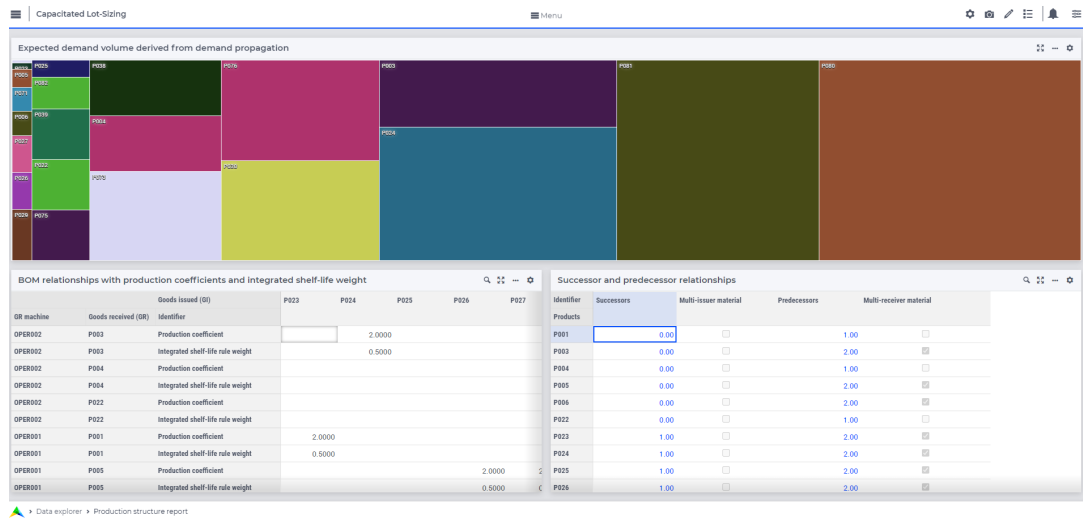 Capacitated Lot-Sizing
Menu
Expected demand volume derived from demand propagation
P025 P038 P076 P003 P081 P080
P005
P082
P071
P006 P039
P004
P024
P027
P022 P020
P026 P078
P028 P075
BOM relationships with production coefficients and integrated shelf-life weight
Goods issued (GI) P023 P024 P025 P026 P027
GR machine Goods received (GR) Identifier
OPER002 P003 Production coefficient 2.0000
OPER002 P003 Integrated shelf-life rule weight 0.5000
OPER002 P004 Production coefficient
OPER002 P004 Integrated shelf-life rule weight
OPER002 P022 Production coefficient
OPER002 P022 Integrated shelf-life rule weight
OPER001 P001 Production coefficient 2.0000
OPER001 P001 Integrated shelf-life rule weight 0.5000
OPER001 P005 Production coefficient 2.0000 2
OPER001 P005 Integrated shelf-life rule weight 0.5000
Successor and predecessor relationships
Identifier Successors Multi-issuer material Predecessors Multi-receiver material
Products
P001 0.00 1.00
P003 0.00 2.00
P004 0.00 1.00
P005 0.00 2.00
P006 0.00 2.00
P022 0.00 1.00
P023 1.00 2.00
P024 1.00 2.00
P025 1.00 2.00
P026 1.00 2.00
Data explorer Production structure report